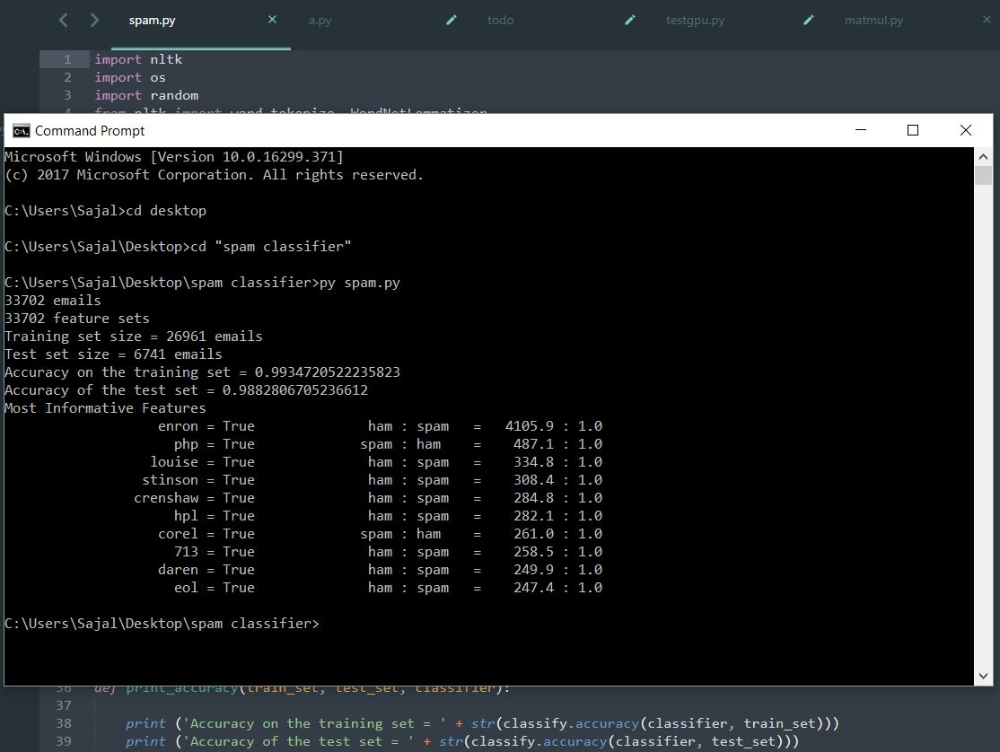 spam.py
a.py
todo
testgpu.py
matmul.py
1 import nltk
2 import os
3 import random
4 from nltk import word_tokenize, WordNetLemmatizer
Command Prompt
Microsoft Windows [Version 10.0.16299.371]
(c) 2017 Microsoft Corporation. All rights reserved.
C:\Users\Sajal>cd desktop
C:\Users\Sajal\Desktop>cd "spam classifier"
C:\Users\Sajal\Desktop\spam classifier>py spam.py
33702 emails
33702 feature sets
Training set size = 26961 emails
Test set size = 6741 emails
Accuracy on the training set = 0.9934720522235823
Accuracy of the test set = 0.9882806705236612
Most Informative Features
enron = True ham : spam = 4105.9 : 1.0
php = True spam : ham = 487.1 : 1.0
louise = True ham : spam = 334.8 : 1.0
stinson = True ham : spam = 308.4 : 1.0
crenshaw = True ham : spam = 284.8 : 1.0
hpl = True ham : spam = 282.1 : 1.0
corel = True spam : ham = 261.0 : 1.0
713 = True ham : spam = 258.5 : 1.0
daren = True ham : spam = 249.9 : 1.0
eol = True ham : spam = 247.4 : 1.0
C:\Users\Sajal\Desktop\spam classifier>
36 def print_accuracy(train_set, test_set, classifier):
37
38 print ('Accuracy on the training set = ' + str(classify.accuracy(classifier, train_set)))
39 print ('Accuracy of the test set = ' + str(classify.accuracy(classifier, test_set)))